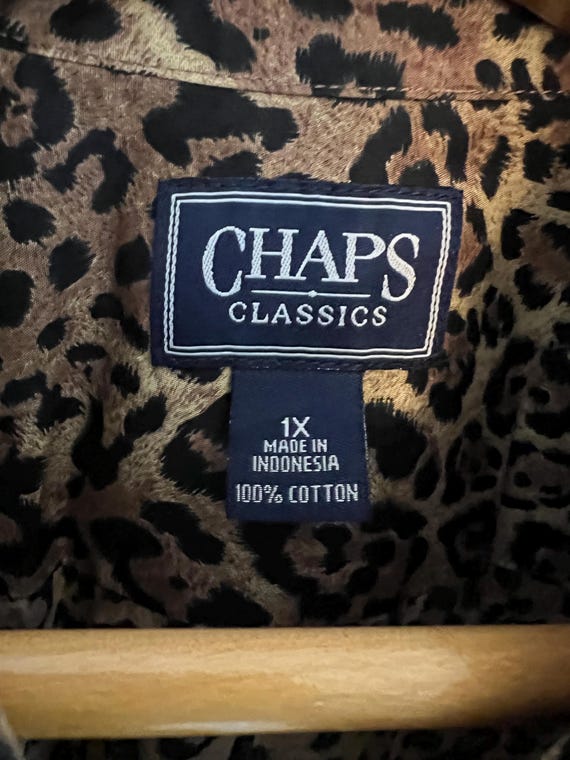 CHAPS
CLASSICS
1X
MADE IN
INDONESIA
100% COTTON